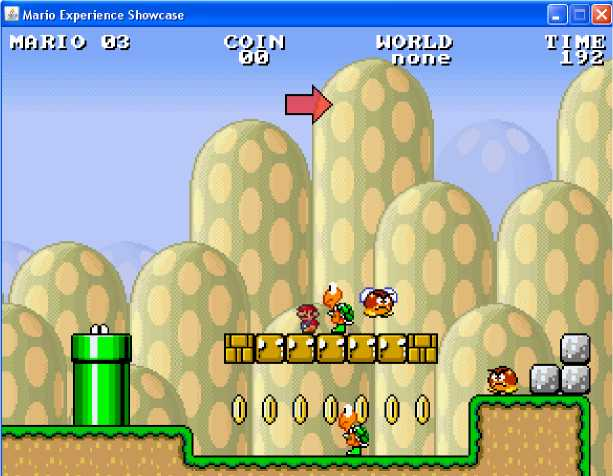 Mario Experience Showcase
MARIO 03 COIN WORLD TIME
00 none 192